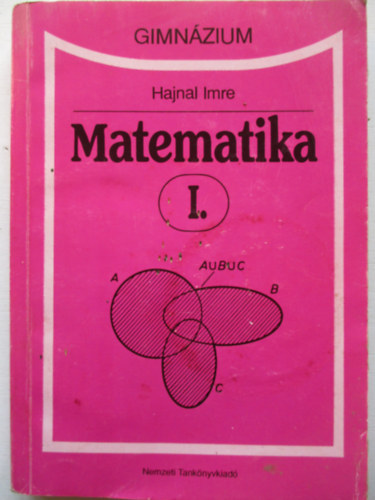 GIMNÁZIUM
Hajnal Imre
Matematika
I.
A∪B∪C
A
B
C
Nemzeti Tankönyvkiadó